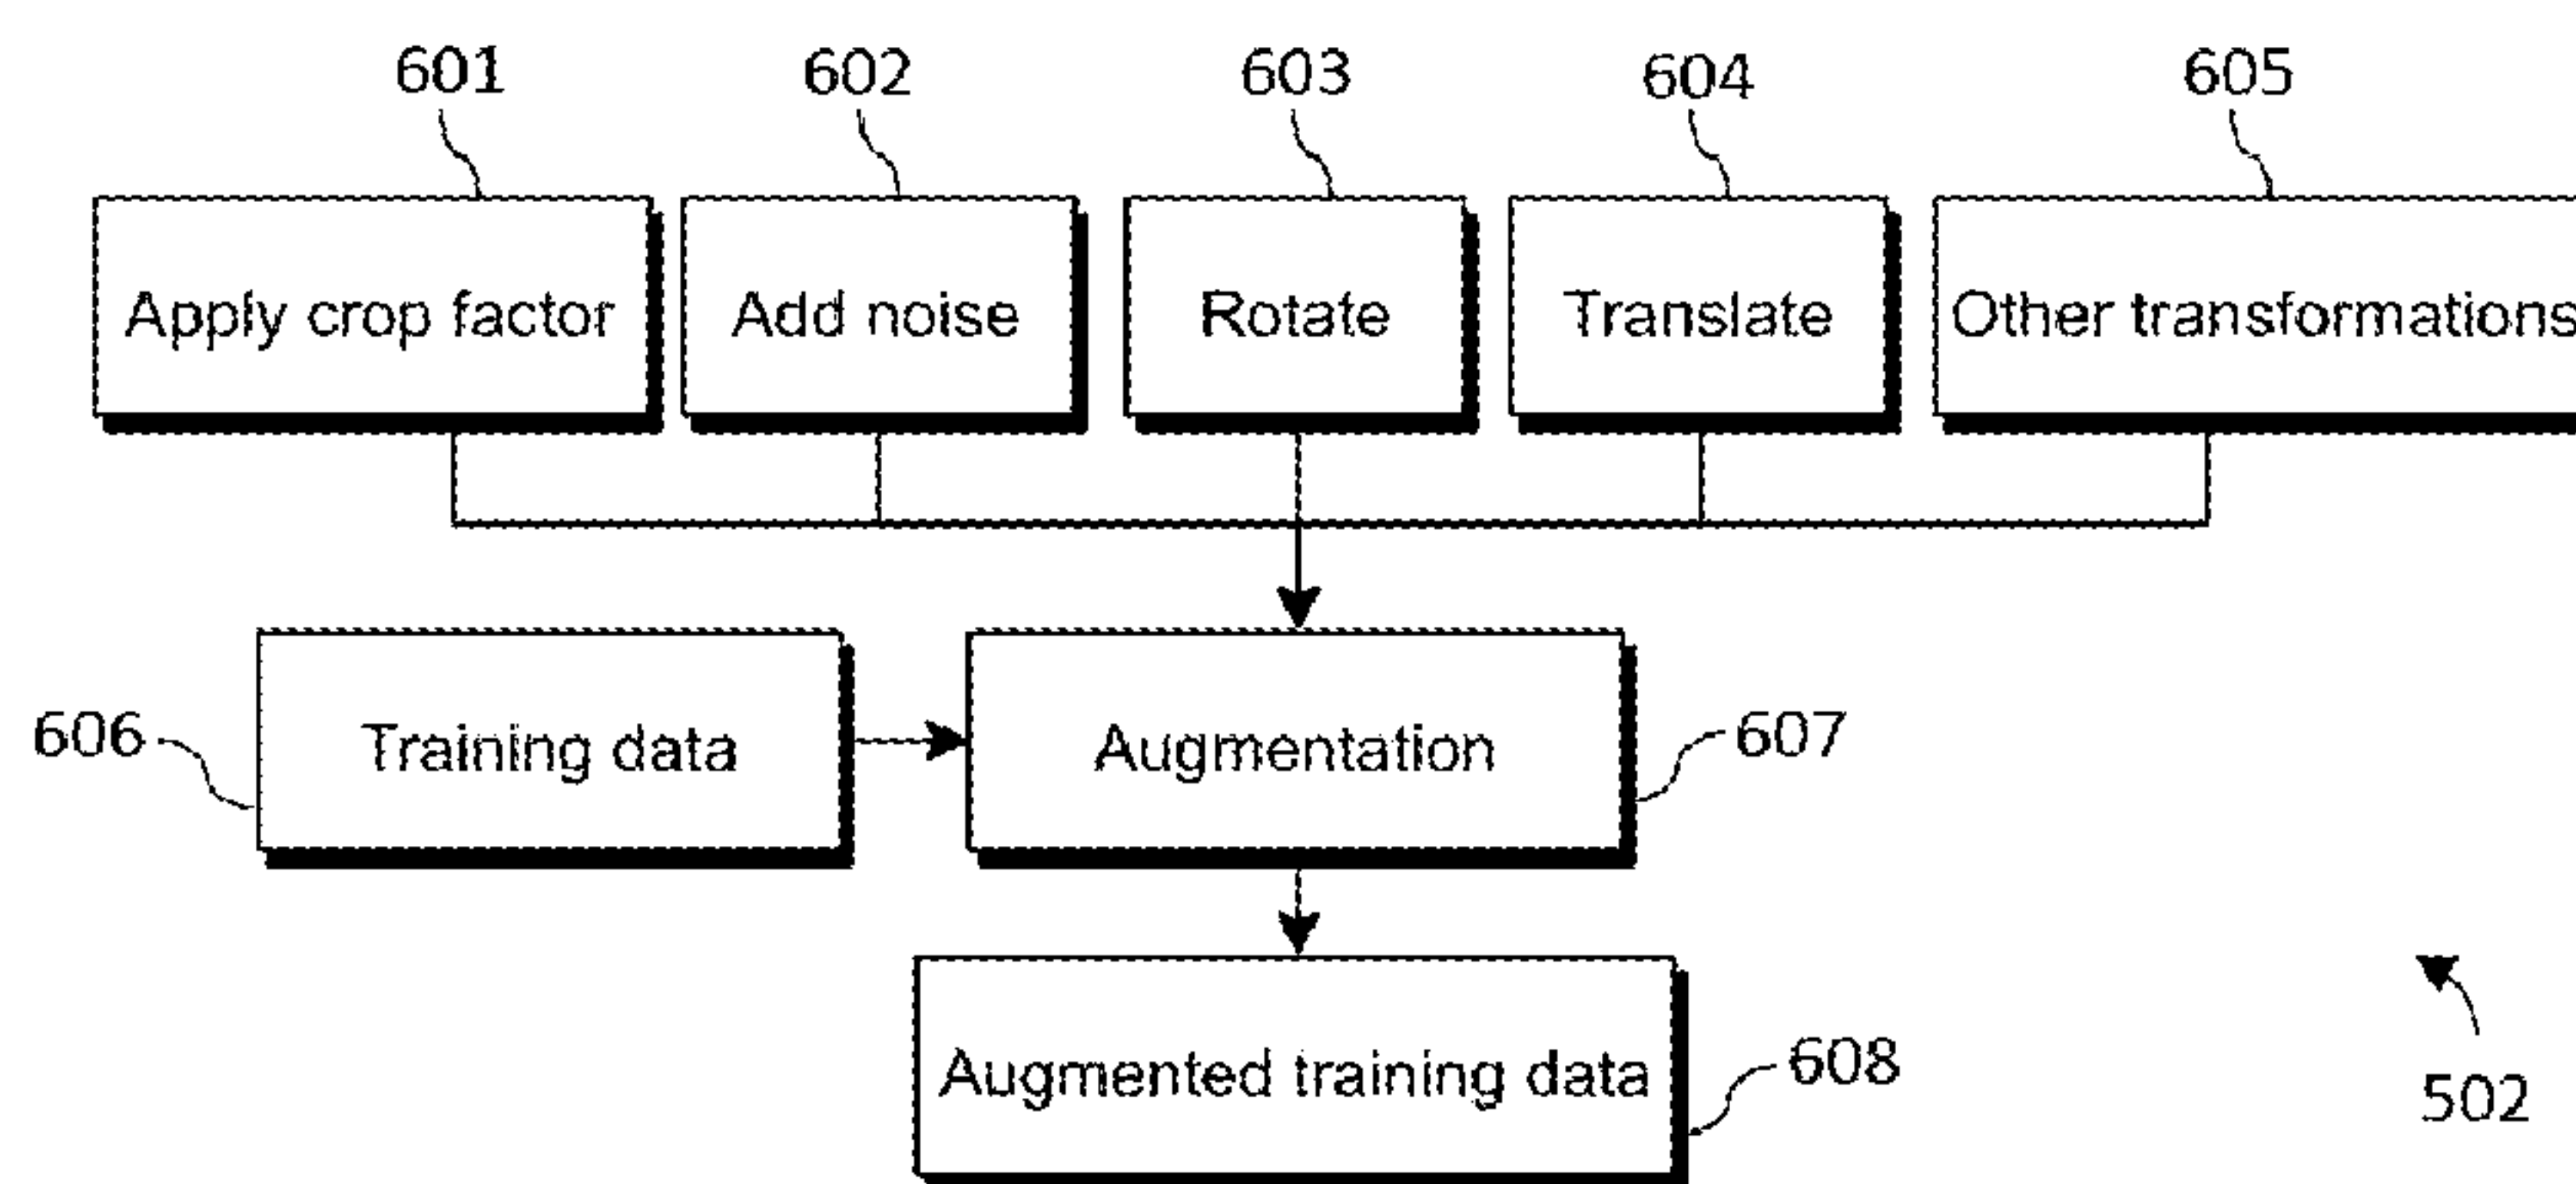 601 602 603 604 605
Apply crop factor Add noise Rotate Translate Other transformations
606 Training data Augmentation 607
Augmented training data 608
502